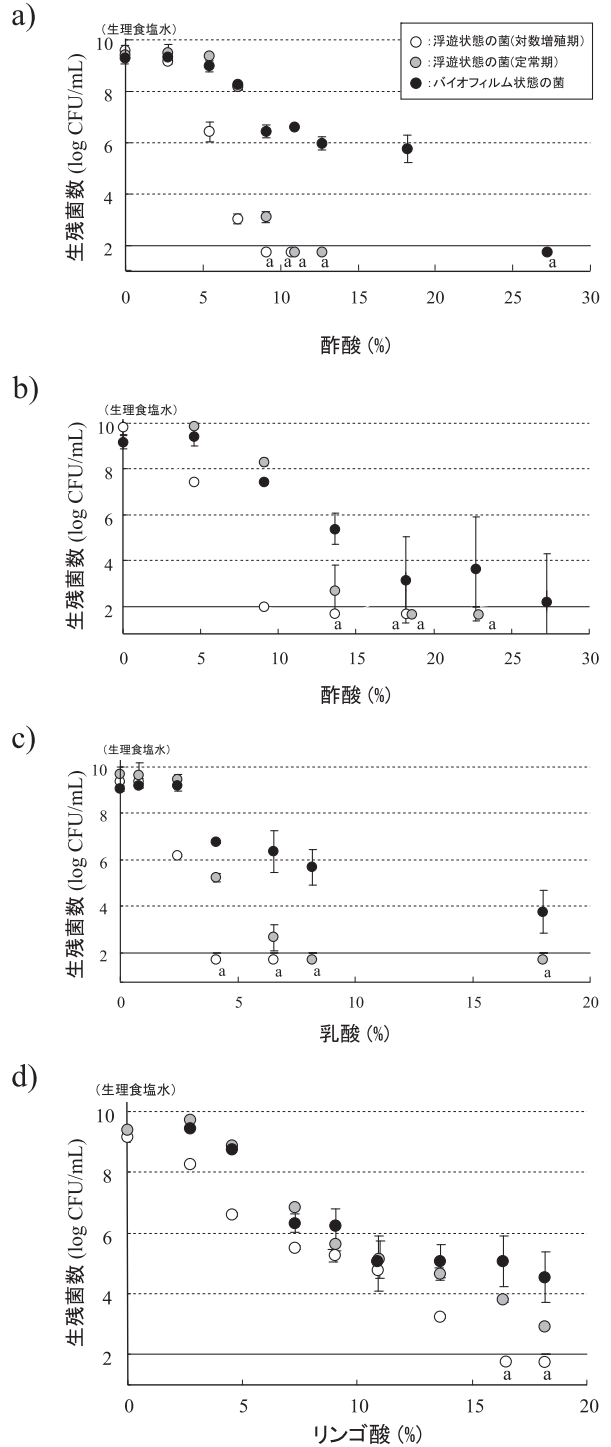 a)
(生理食塩水)
○ : 浮遊状態の菌(対数増殖期)
● : 浮遊状態の菌(定常期)
● : バイオフィルム状態の菌
生残菌数 (log CFU/mL)
10
8
6
4
2
a a a a a
0 5 10 15 20 25 30
酢酸 (%)
b)
(生理食塩水)
生残菌数 (log CFU/mL)
10
8
6
4
2
a a a a
0 5 10 15 20 25 30
酢酸 (%)
c)
(生理食塩水)
生残菌数 (log CFU/mL)
10
8
6
4
2
a a a a
0 5 10 15 20
乳酸 (%)
d)
(生理食塩水)
生残菌数 (log CFU/mL)
10
8
6
4
2
a a
0 5 10 15 20
リンゴ酸 (%)